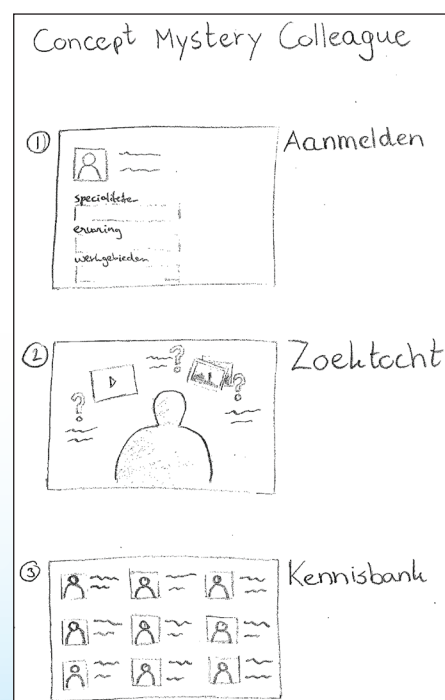 Concept Mystery Colleague
① Aanmelden
specialiteiten
ervaring
werkgebieden
② Zoektocht
? ? ?
③ Kennisbank